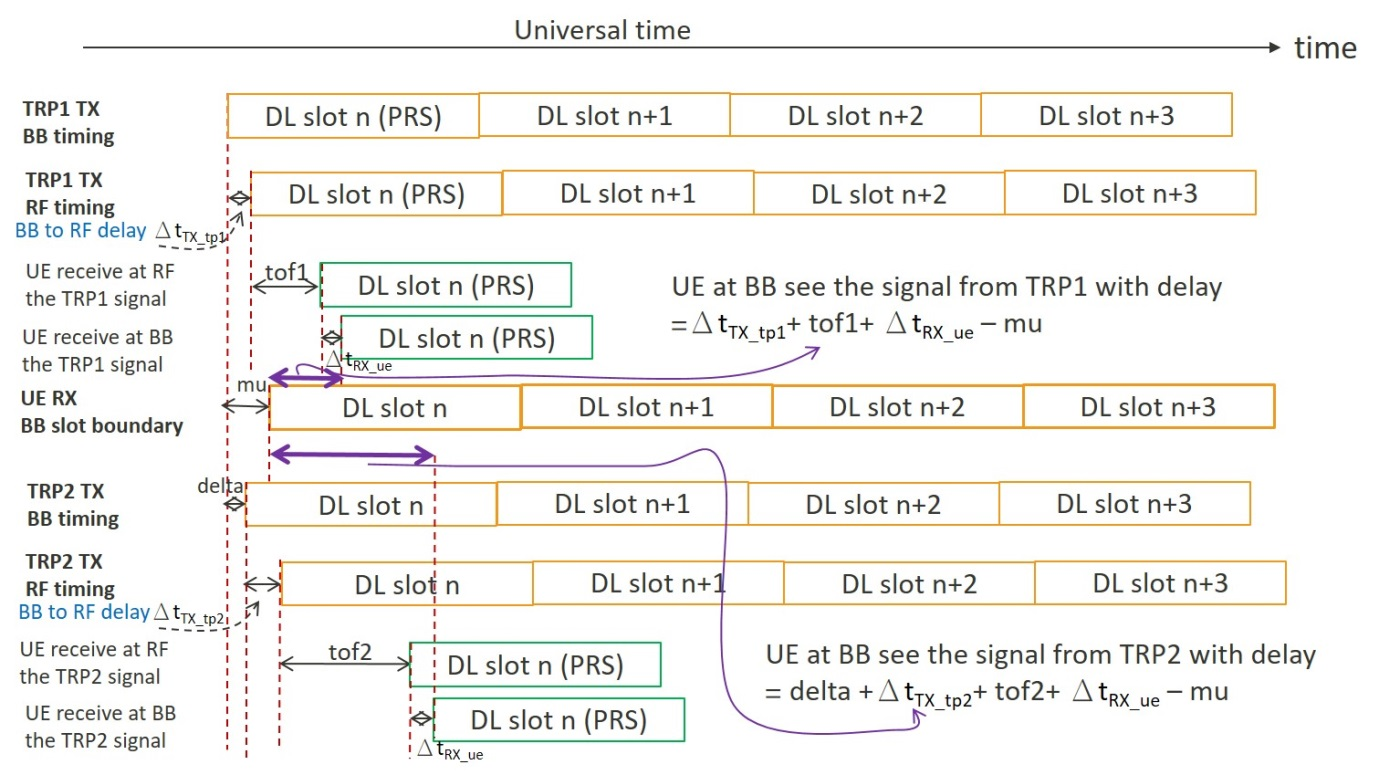 Universal time
time
TRP1 TX
BB timing
DL slot n (PRS)
DL slot n+1
DL slot n+2
DL slot n+3
TRP1 TX
RF timing
BB to RF delay Δ tTX_tp1
DL slot n (PRS)
DL slot n+1
DL slot n+2
DL slot n+3
UE receive at RF
the TRP1 signal
tof1
DL slot n (PRS)
UE at BB see the signal from TRP1 with delay
= Δ tTX_tp1+ tof1+ Δ tRX_ue – mu
UE receive at BB
the TRP1 signal
DL slot n (PRS)
Δ tRX_ue
mu
UE RX
BB slot boundary
DL slot n
DL slot n+1
DL slot n+2
DL slot n+3
delta
TRP2 TX
BB timing
DL slot n
DL slot n+1
DL slot n+2
DL slot n+3
TRP2 TX
RF timing
BB to RF delay Δ tTX_tp2
DL slot n
DL slot n+1
DL slot n+2
DL slot n+3
UE receive at RF
the TRP2 signal
tof2
DL slot n (PRS)
UE at BB see the signal from TRP2 with delay
= delta + Δ tTX_tp2+ tof2+ Δ tRX_ue – mu
UE receive at BB
the TRP2 signal
DL slot n (PRS)
Δ tRX_ue